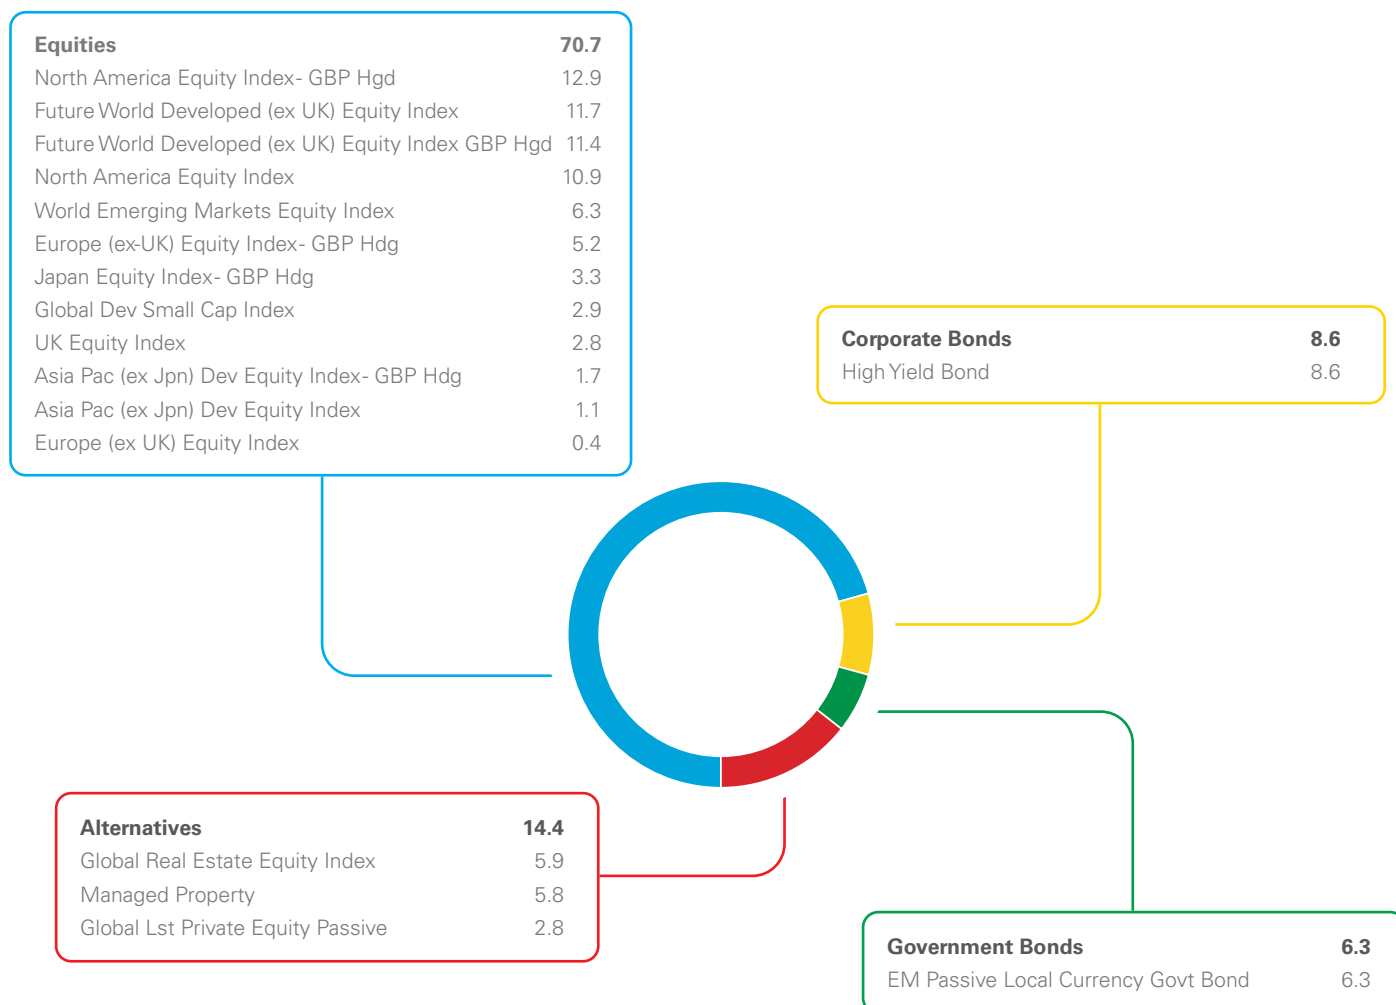 Equities 70.7
North America Equity Index- GBP Hgd 12.9
Future World Developed (ex UK) Equity Index 11.7
Future World Developed (ex UK) Equity Index GBP Hgd 11.4
North America Equity Index 10.9
World Emerging Markets Equity Index 6.3
Europe (ex-UK) Equity Index- GBP Hdg 5.2
Japan Equity Index- GBP Hdg 3.3
Global Dev Small Cap Index 2.9
UK Equity Index 2.8
Asia Pac (ex Jpn) Dev Equity Index- GBP Hdg 1.7
Asia Pac (ex Jpn) Dev Equity Index 1.1
Europe (ex UK) Equity Index 0.4
Corporate Bonds 8.6
High Yield Bond 8.6
Alternatives 14.4
Global Real Estate Equity Index 5.9
Managed Property 5.8
Global Lst Private Equity Passive 2.8
Government Bonds 6.3
EM Passive Local Currency Govt Bond 6.3